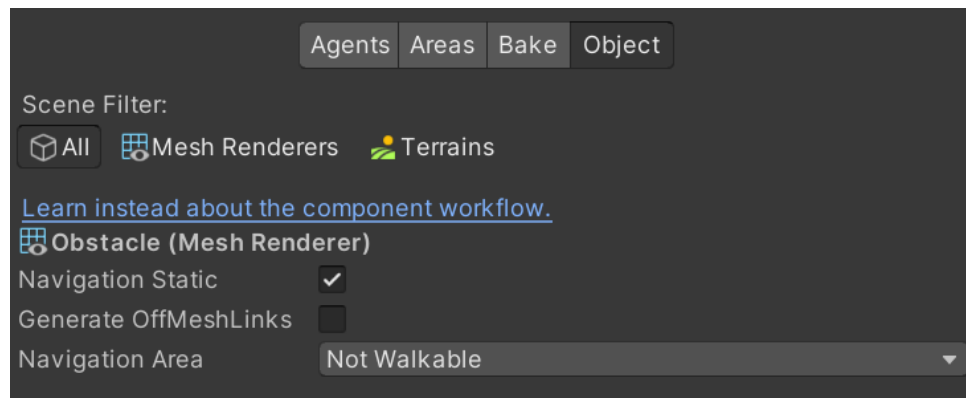 Agents Areas Bake Object
Scene Filter:
All Mesh Renderers Terrains
Learn instead about the component workflow.
Obstacle (Mesh Renderer)
Navigation Static
Generate OffMeshLinks
Navigation Area Not Walkable